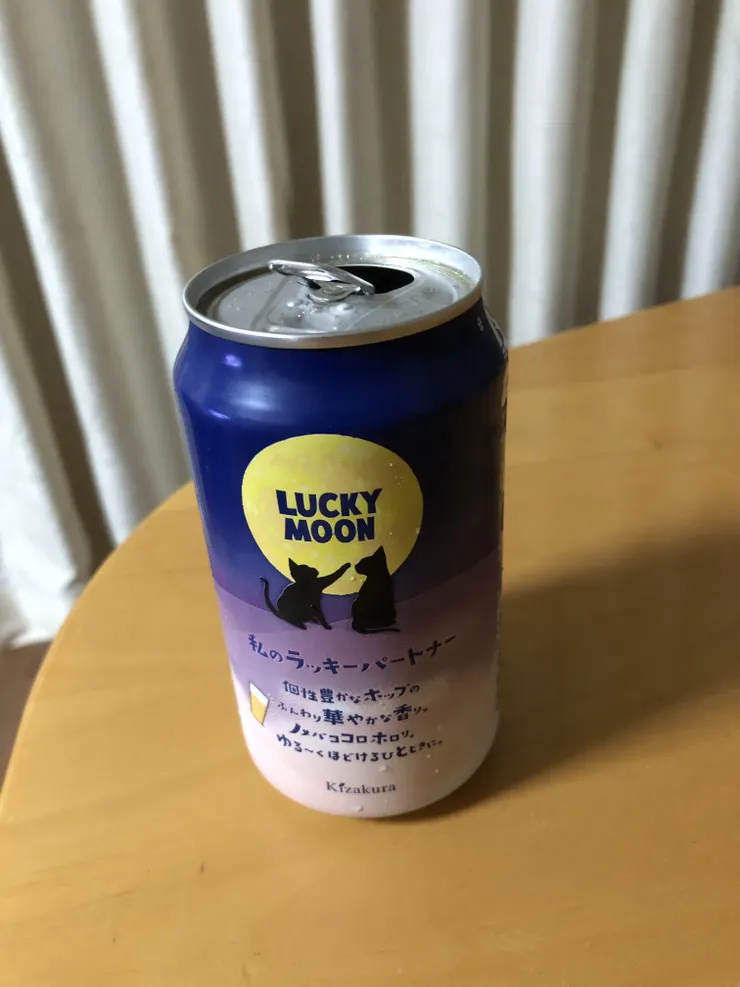 LUCKY
MOON
私のラッキーパートナー
個性豊かなホップの
ふんわり華やかな香り。
ノメバココロホロリ。
ゆる〜くほどけるひとときに。
Kizakura